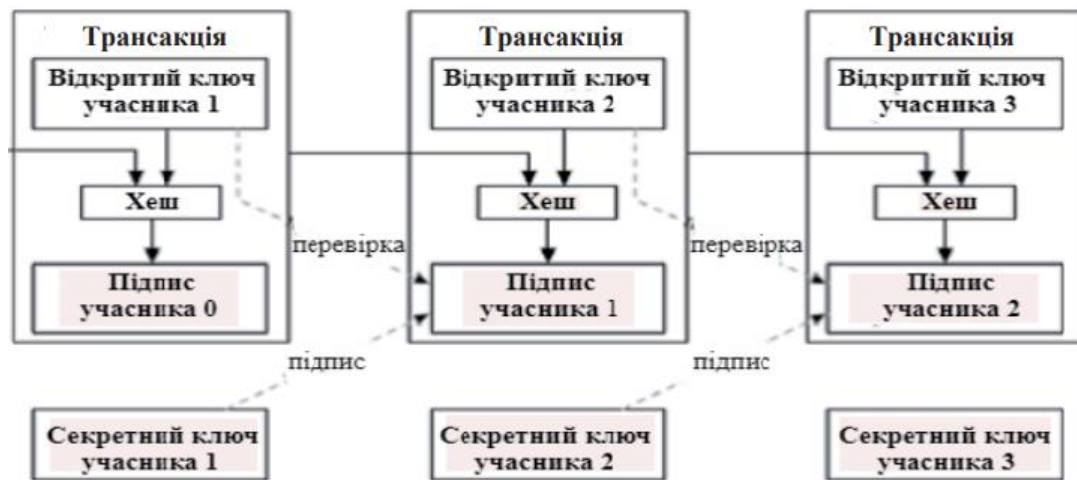 Трансакція
Відкритий ключ
учасника 1
Хеш
Підпис
учасника 0
Трансакція
Відкритий ключ
учасника 2
Хеш
Підпис
учасника 1
Трансакція
Відкритий ключ
учасника 3
Хеш
Підпис
учасника 2
перевірка
перевірка
підпис
підпис
Секретний ключ
учасника 1
Секретний ключ
учасника 2
Секретний ключ
учасника 3